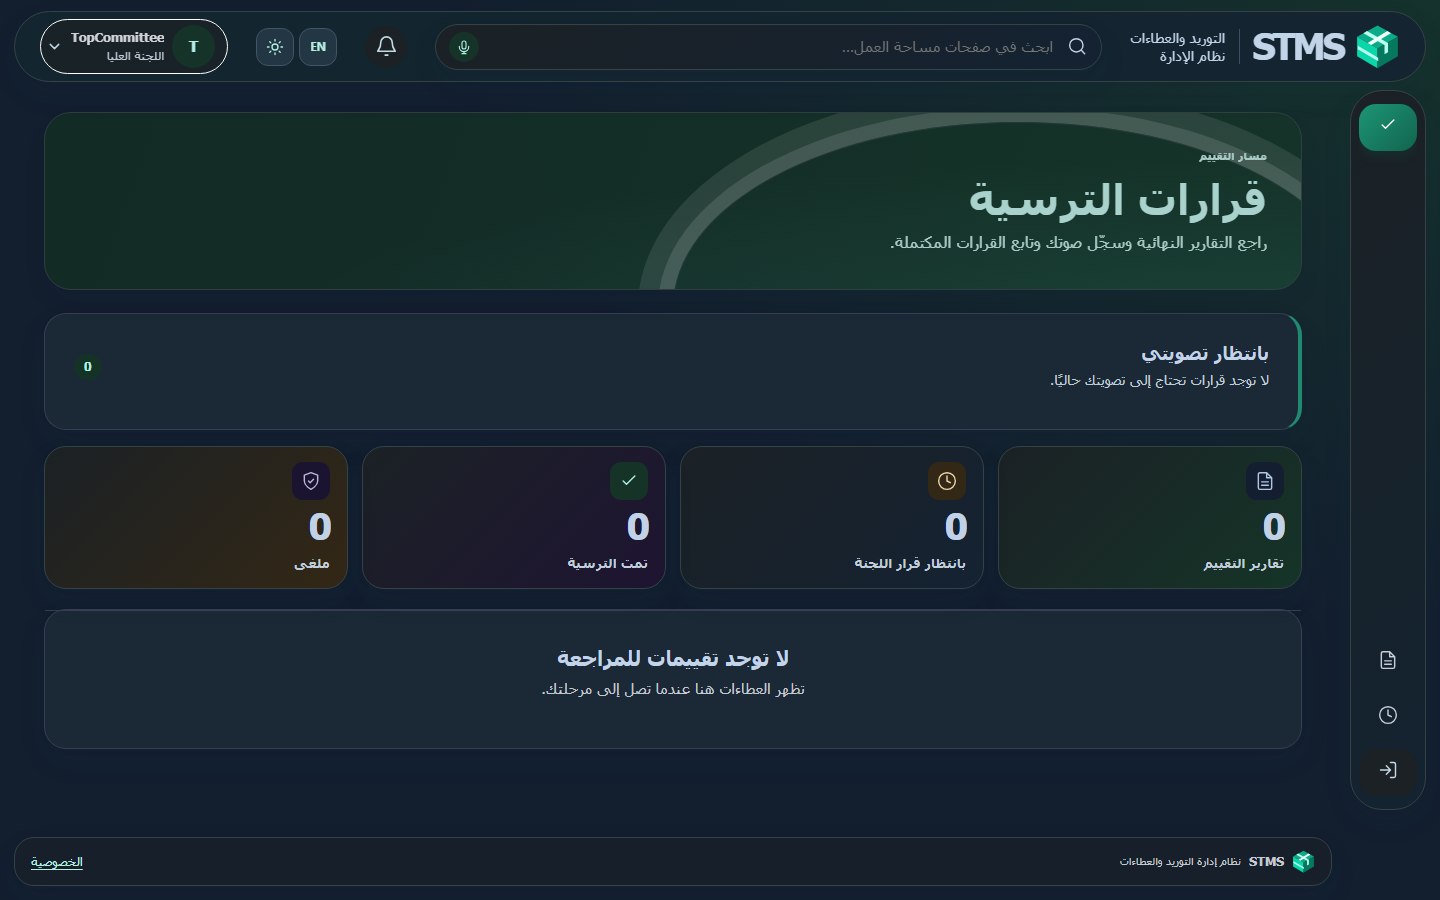 STMS
التوريد والعطاءات
نظام الإدارة
ابحث في صفحات مساحة العمل...
EN
T
TopCommittee
اللجنة العليا
مسار التقييم
قرارات الترسية
راجع التقارير النهائية وسجّل صوتك وتابع القرارات المكتملة.
بانتظار تصويتي
لا توجد قرارات تحتاج إلى تصويتك حاليًا.
0
0
تقارير التقييم
0
بانتظار قرار اللجنة
0
تمت الترسية
0
ملغى
لا توجد تقييمات للمراجعة
تظهر العطاءات هنا عندما تصل إلى مرحلتك.
STMS نظام إدارة التوريد والعطاءات
الخصوصية